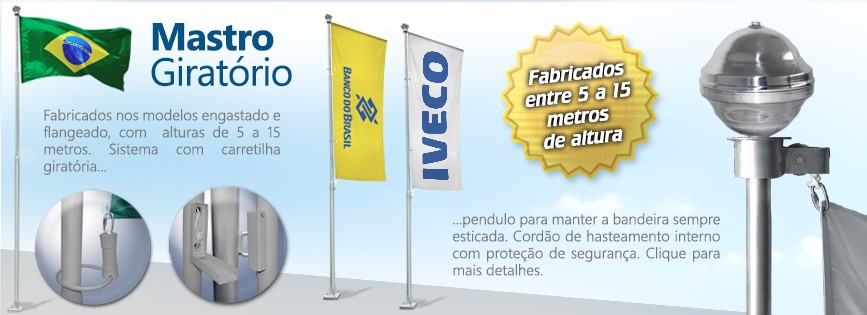 Mastro
Giratório
Fabricados nos modelos engastado e
flangeado, com alturas de 5 a 15
metros. Sistema com carretilha
giratória...
BANCO DO BRASIL
IVECO
Fabricados
entre 5 a 15
metros
de altura
...pendulo para manter a bandeira sempre
esticada. Cordão de hasteamento interno
com proteção de segurança. Clique para
mais detalhes.